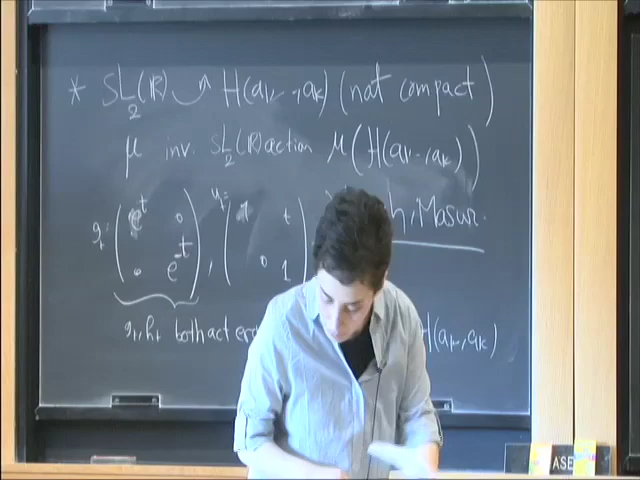 * SL₂(ℝ) ↻ H(a₁,..,aₖ) (not compact)
μ inv. SL₂(ℝ) action μ(H(a₁...,aₖ))
h, Masur.
gₜ: (eᵗ 0 0 e⁻ᵗ), uₜ= (1 t 0 1)
gₜ, hₜ both act erg H(a₁,..,aₖ)
ASE